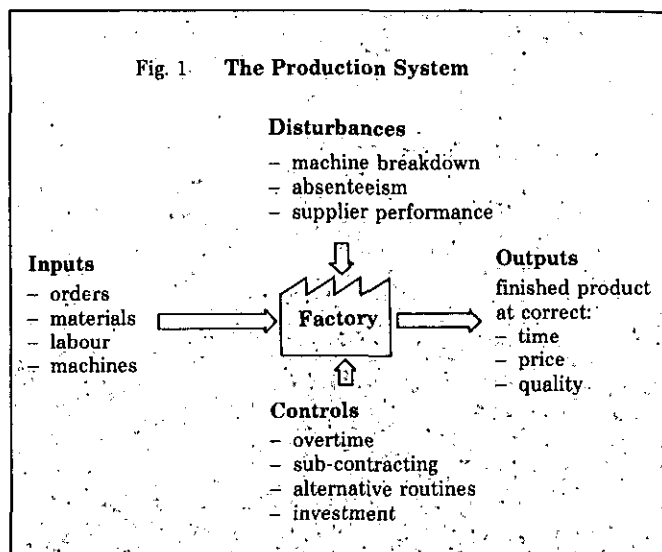 Fig. 1. The Production System
Disturbances
– machine breakdown
– absenteeism
– supplier performance
Inputs
– orders
– materials
– labour
– machines
Factory
Outputs
finished product
at correct:
– time
– price
– quality
Controls
– overtime
– sub-contracting
– alternative routines
– investment